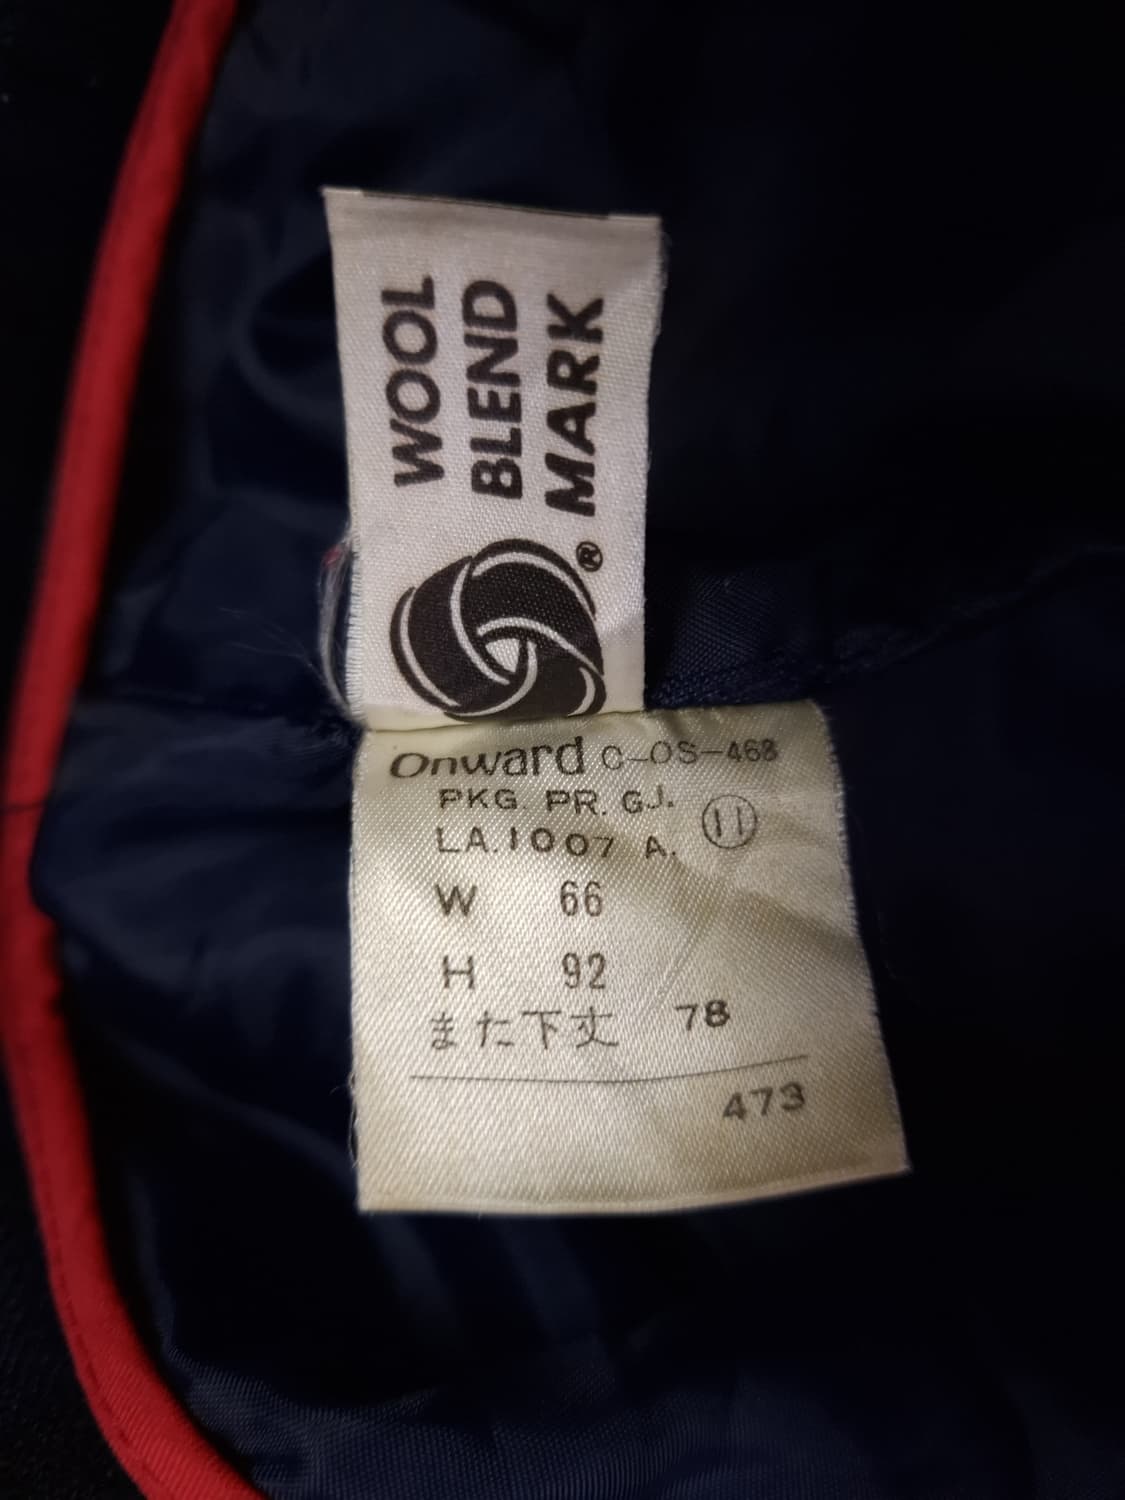 WOOL
BLEND
MARK
®
Onward C-OS-468
PKG. PR. GJ.
LA.1007 A. ⑪
W 66
H 92
また下丈 78
473